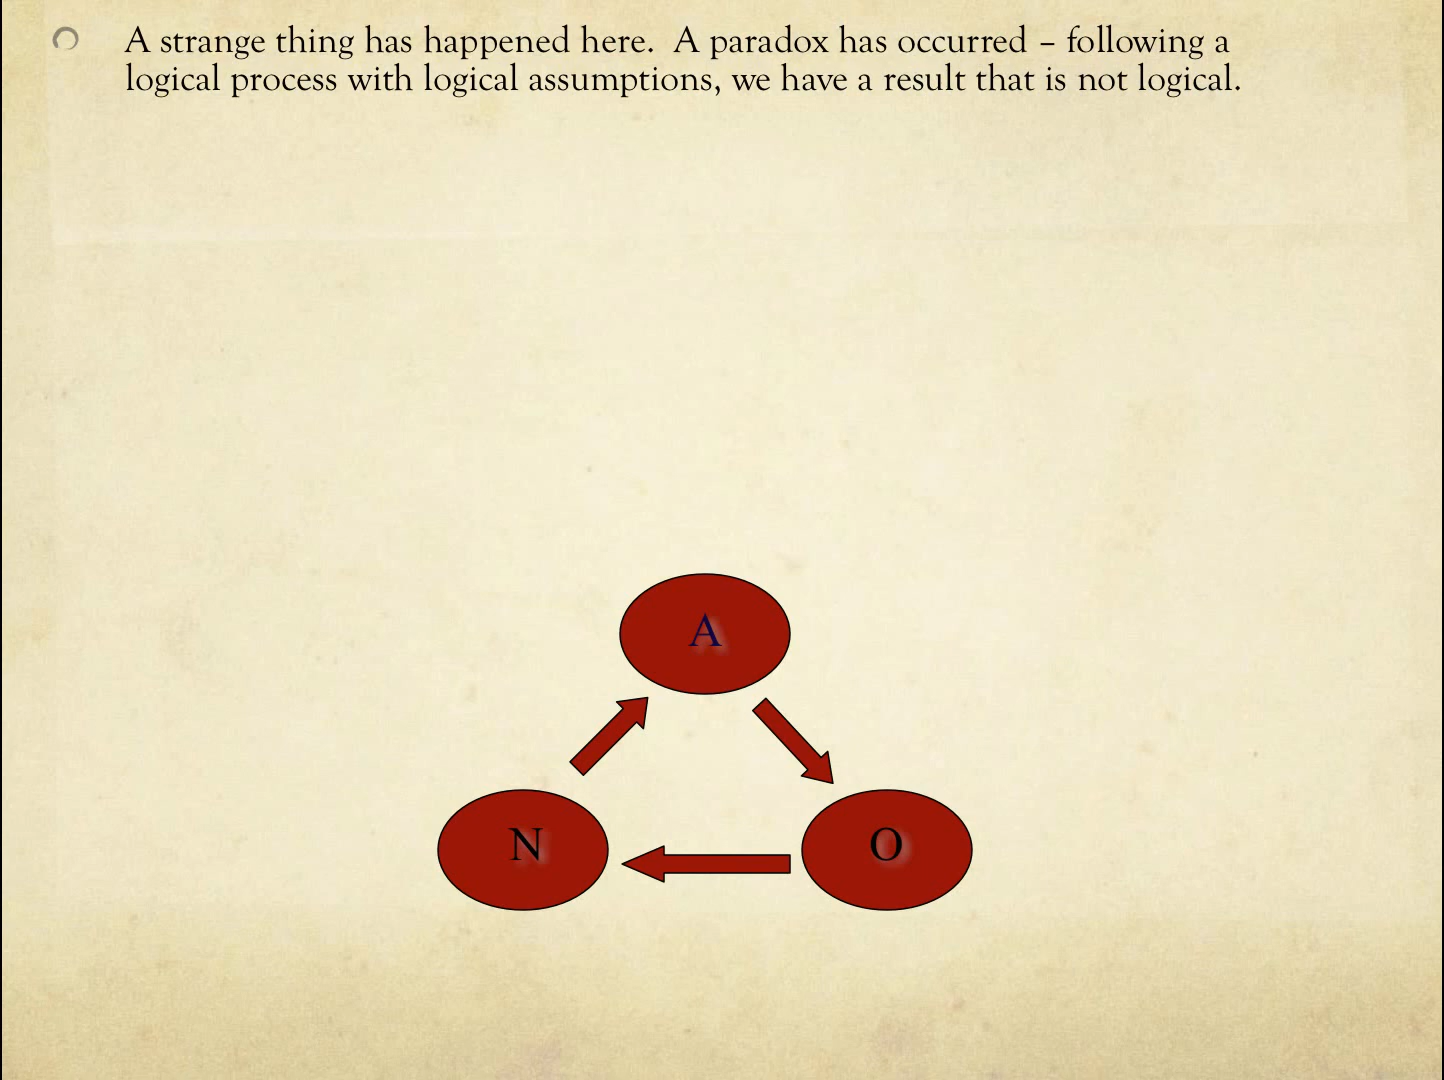 A strange thing has happened here.  A paradox has occurred – following a
logical process with logical assumptions, we have a result that is not logical.
A
N
O